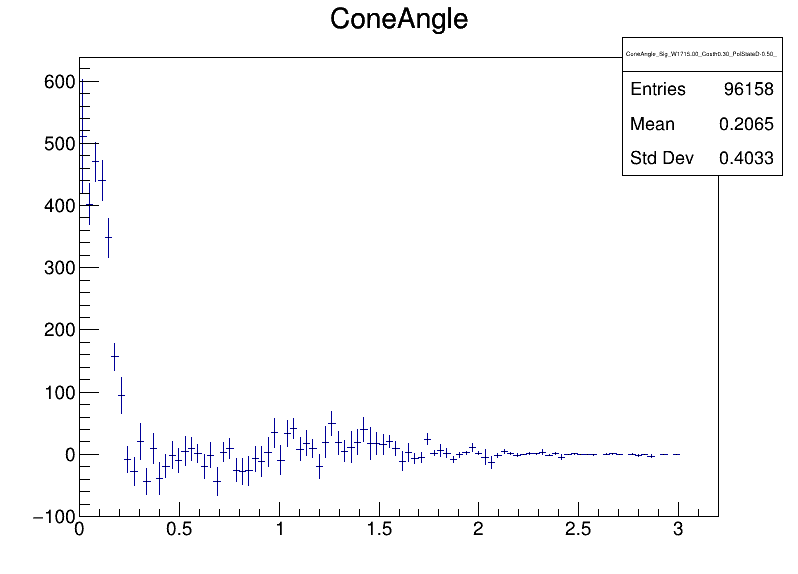 ConeAngle
ConeAngle_Sig_W1715.00_Costh0.30_PolStateD-0.50_
Entries 96158
Mean 0.2065
Std Dev 0.4033
600
500
400
300
200
100
0
−100
0 0.5 1 1.5 2 2.5 3